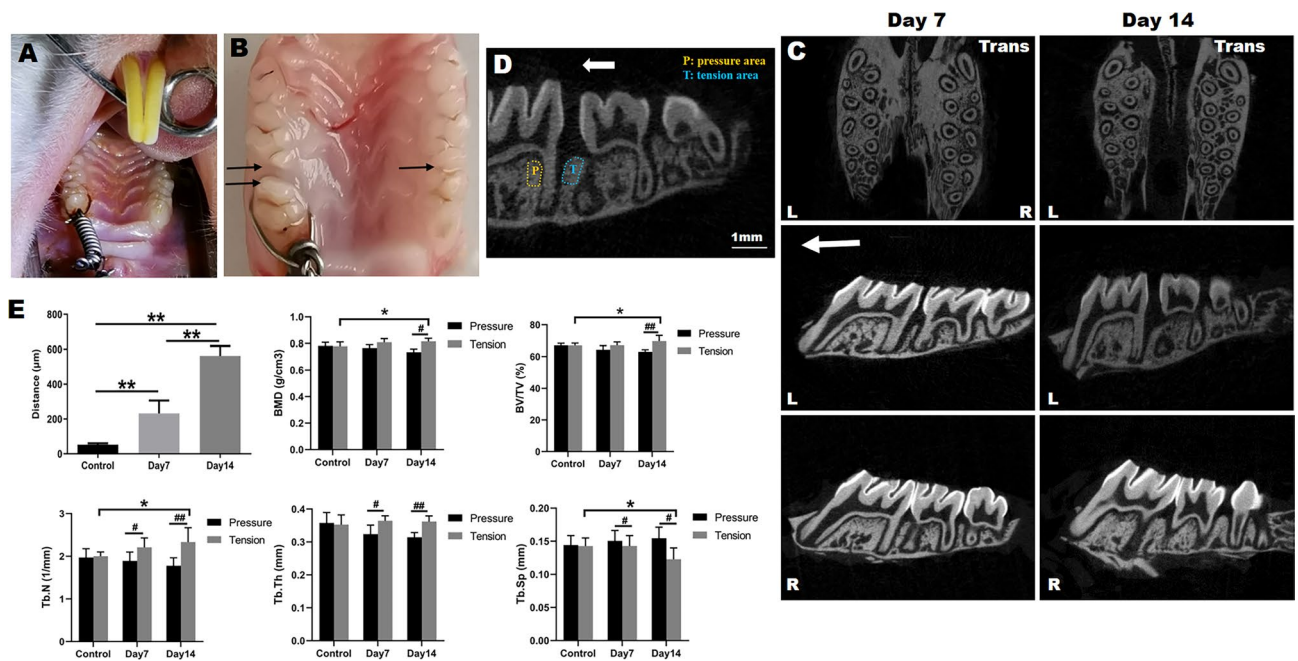 A
B
D
P: pressure area
T: tension area
P
T
1mm
Day 7
Day 14
C
Trans
Trans
L
R
L
L
L
R
R
E
Distance (μm)
800
600
400
200
0
**
**
**
Control
Day7
Day14
BMD (g/cm3)
1.0
0.8
0.6
0.4
0.2
0.0
*
#
Pressure
Tension
Control
Day7
Day14
BV/TV (%)
80
60
40
20
0
*
##
Pressure
Tension
Control
Day7
Day14
Tb.N (1/mm)
3
2
1
0
*
#
##
Pressure
Tension
Control
Day7
Day14
Tb.Th (mm)
0.4
0.3
0.2
0.1
0.0
#
##
Pressure
Tension
Control
Day7
Day14
Tb.Sp (mm)
0.20
0.15
0.10
0.05
0.00
*
#
#
Pressure
Tension
Control
Day7
Day14